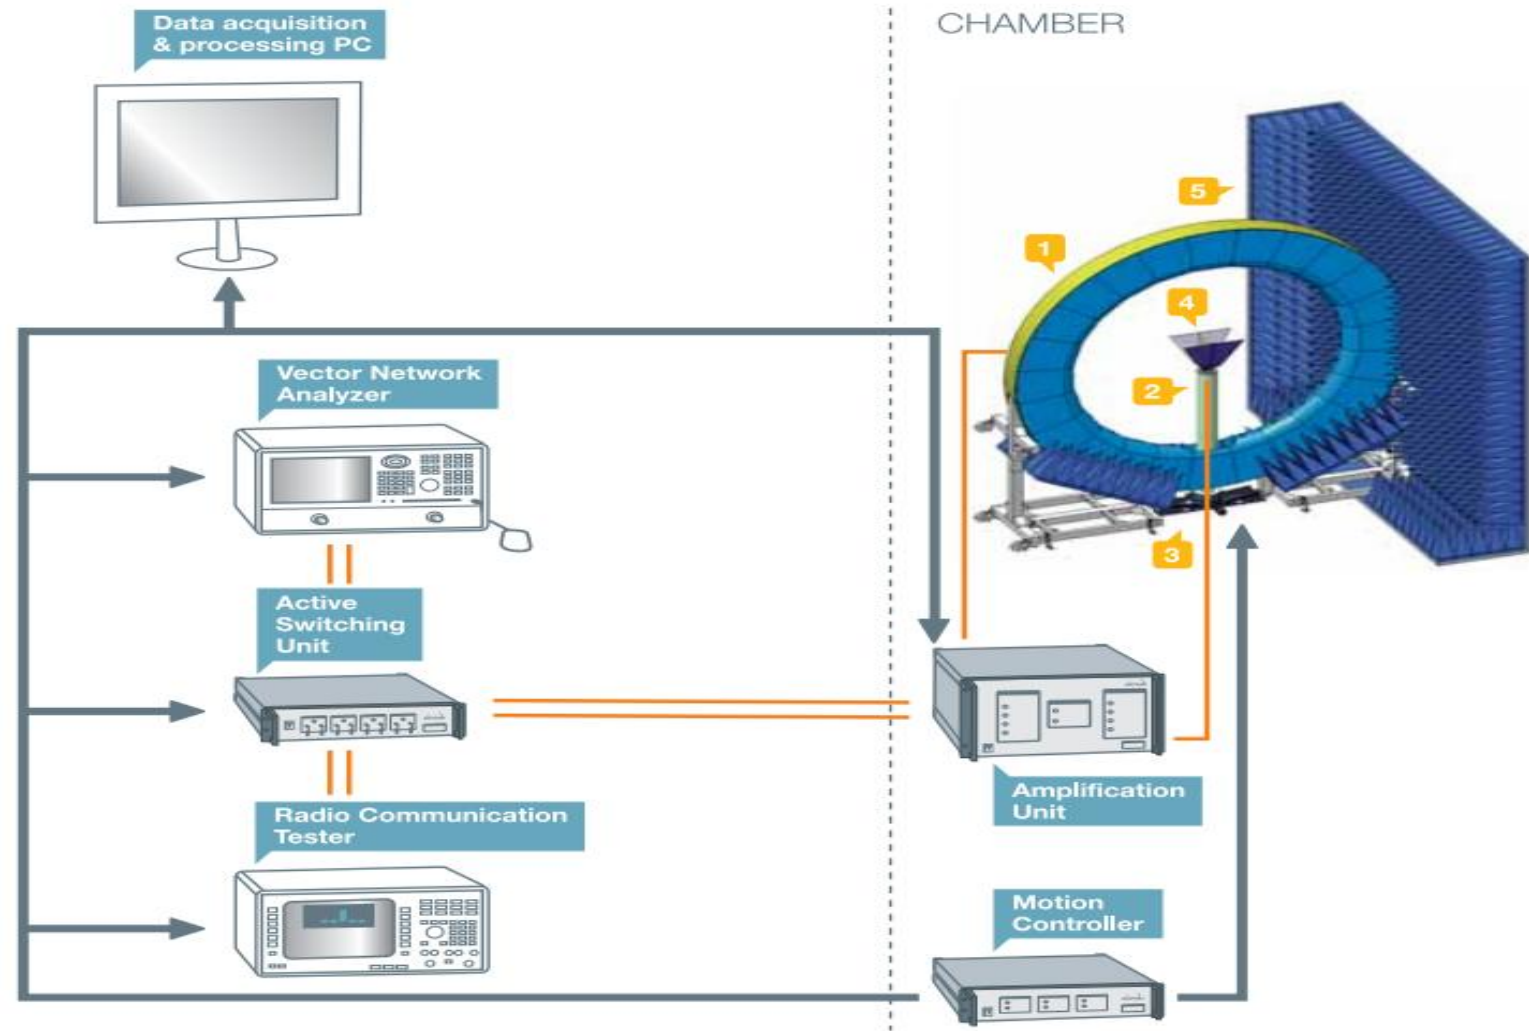 Data acquisition
& processing PC
CHAMBER
5
1
4
Vector Network
Analyzer
2
3
Active
Switching
Unit
Amplification
Unit
Radio Communication
Tester
Motion
Controller